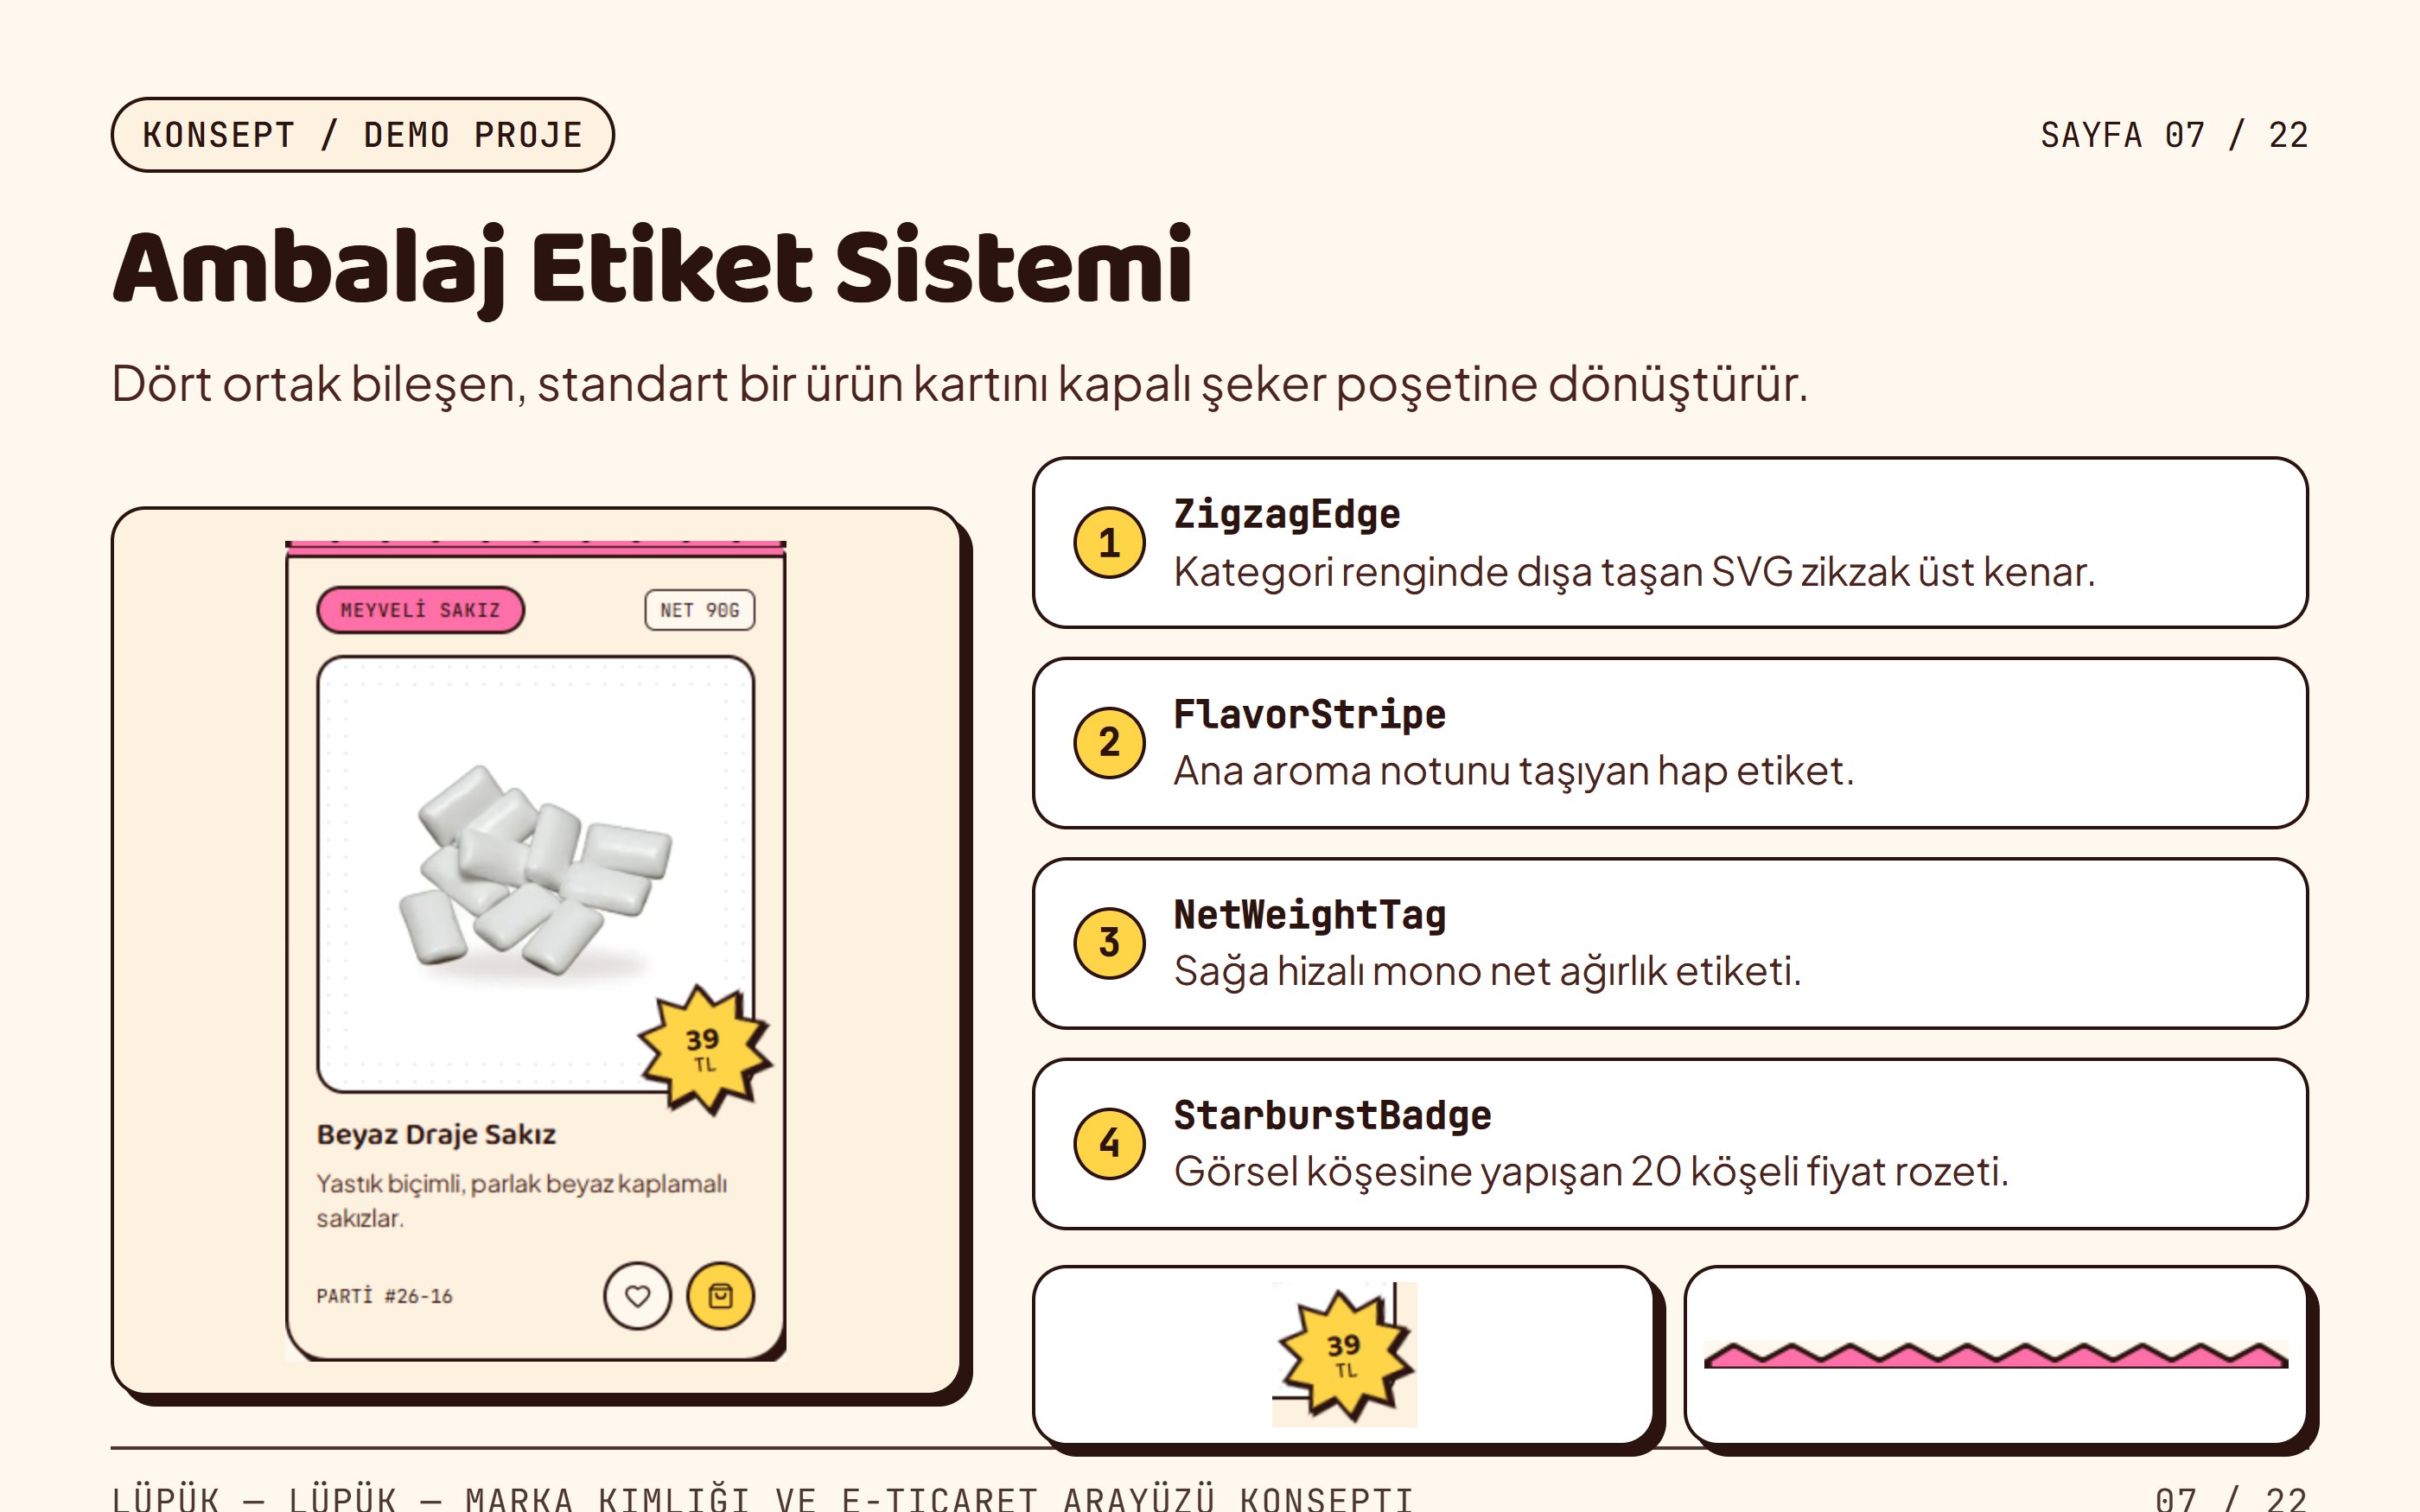 KONSEPT / DEMO PROJE
SAYFA 07 / 22
Ambalaj Etiket Sistemi
Dört ortak bileşen, standart bir ürün kartını kapalı şeker poşetine dönüştürür.
MEYVELİ SAKIZ
NET 90G
39
TL
Beyaz Draje Sakız
Yastık biçimli, parlak beyaz kaplamalı
sakızlar.
PARTİ #26-16
1
ZigzagEdge
Kategori renginde dışa taşan SVG zikzak üst kenar.
2
FlavorStripe
Ana aroma notunu taşıyan hap etiket.
3
NetWeightTag
Sağa hizalı mono net ağırlık etiketi.
4
StarburstBadge
Görsel köşesine yapışan 20 köşeli fiyat rozeti.
39
TL
LÜPÜK — LÜPÜK — MARKA KIMLIĞI VE E-TICARET ARAYÜZÜ KONSEPTI
07 / 22